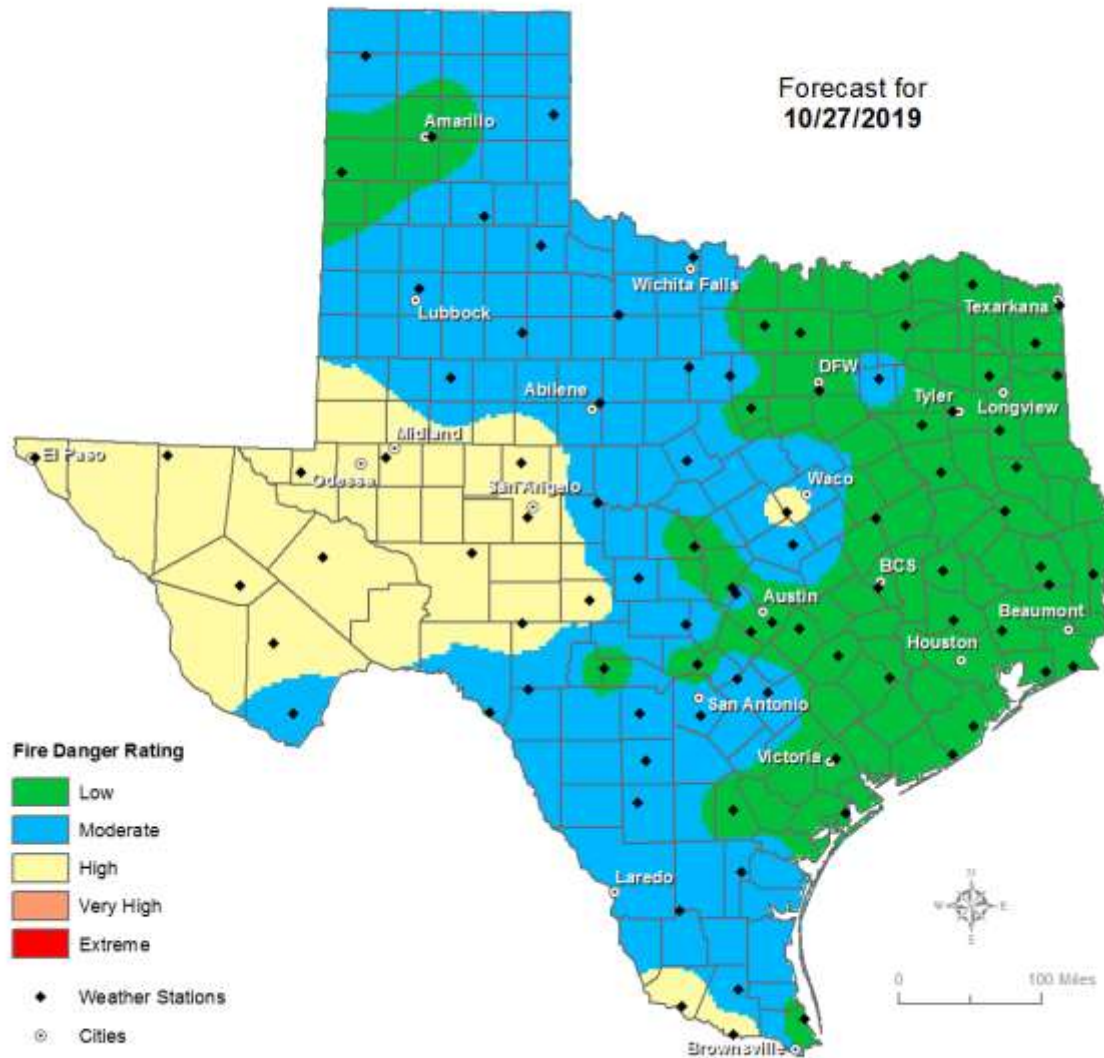 Forecast for
10/27/2019
Amarillo
Wichita Falls
Texarkana
Lubbock
DFW
Abilene
Tyler
Longview
Midland
El Paso
Odessa
San Angelo
Waco
BCS
Austin
Beaumont
Houston
San Antonio
Victoria
Laredo
Brownsville
Fire Danger Rating
Low
Moderate
High
Very High
Extreme
Weather Stations
Cities
N
W E
0 100 Miles